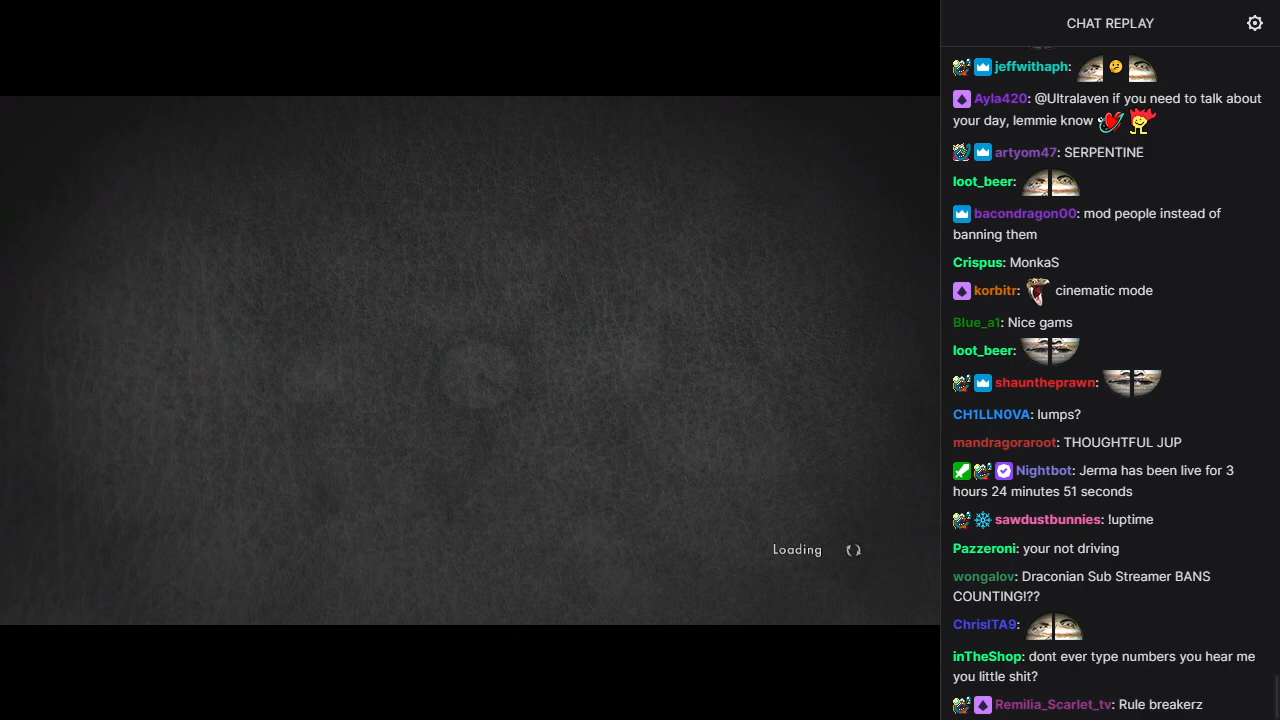 CHAT REPLAY
jeffwithaph:
Ayla420: @Ultralaven if you need to talk about
your day, lemmie know
artyom47: SERPENTINE
loot_beer:
bacondragon00: mod people instead of
banning them
Crispus: MonkaS
korbitr: cinematic mode
Blue_a1: Nice gams
loot_beer:
shauntheprawn:
CH1LLN0VA: lumps?
mandragoraroot: THOUGHTFUL JUP
Nightbot: Jerma has been live for 3
hours 24 minutes 51 seconds
sawdustbunnies: !uptime
Pazzeroni: your not driving
wongalov: Draconian Sub Streamer BANS
COUNTING!??
ChrisITA9:
inTheShop: dont ever type numbers you hear me
you little shit?
Remilia_Scarlet_tv: Rule breakerz
Loading